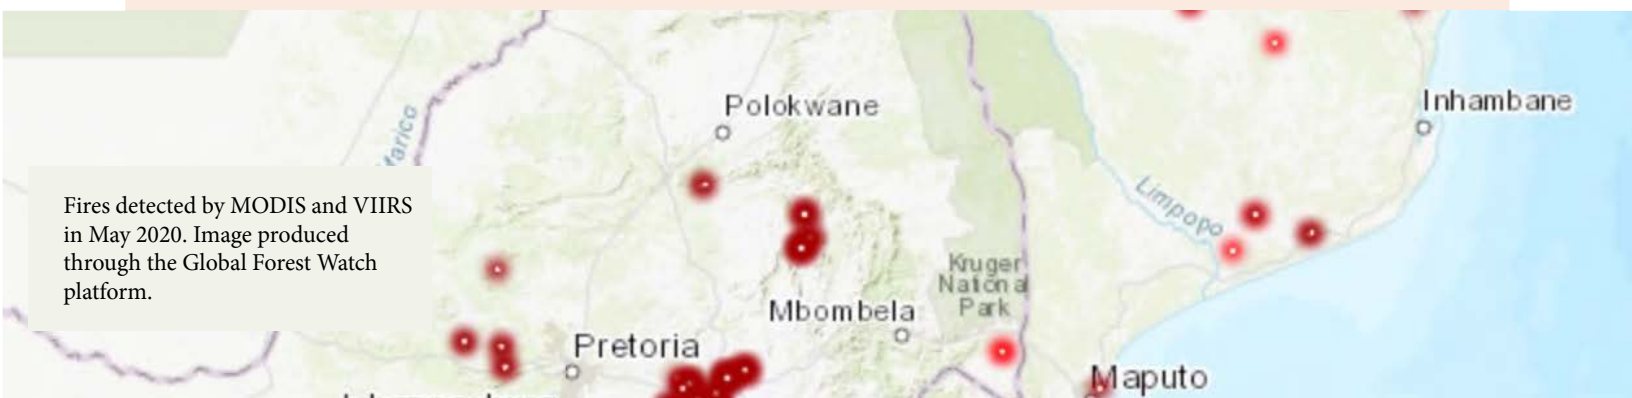 Polokwane
Inhambane
Limpopo
Fires detected by MODIS and VIIRS
in May 2020. Image produced
through the Global Forest Watch
platform.
Kruger
National
Park
Mbombela
Pretoria
Maputo